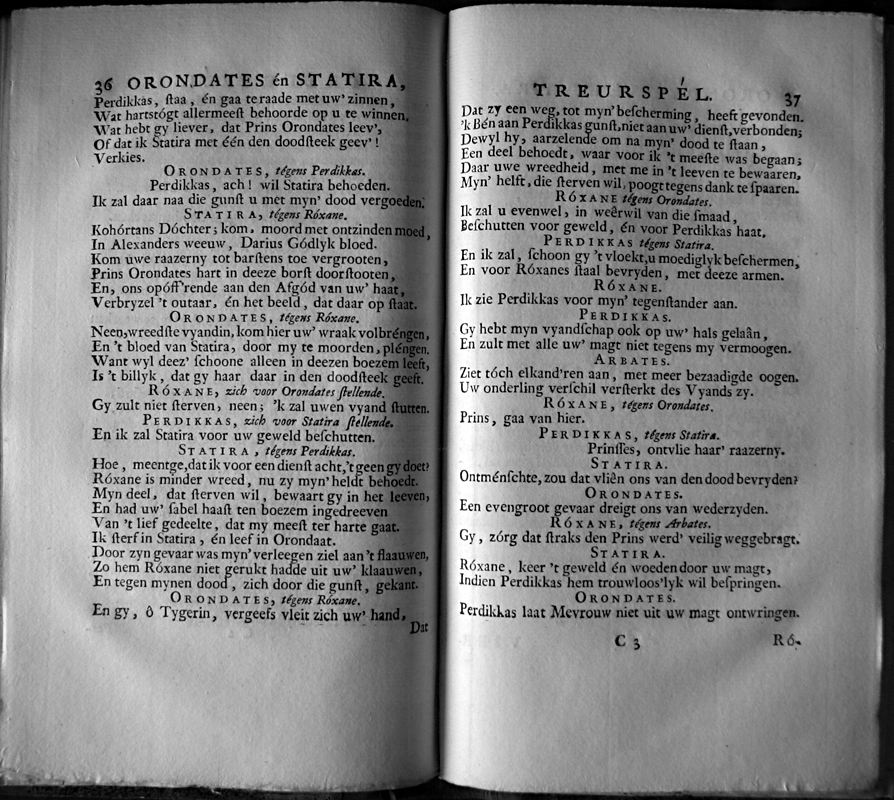 36 ORONDATES én STATIRA,
Perdikkas, ſtaa, én gaa te raade met uw' zinnen,
Wat hartstógt allermeeſt behoorde op u te winnen.
Wat hebt gy liever, dat Prins Orondates leev',
Of dat ik Statira met één den doodſteek geev'!
Verkies.
ORONDATES, tégens Perdikkas.
Perdikkas, ach! wil Statira behoeden.
Ik zal daar naa die gunſt u met myn' dood vergoeden.
STATIRA, tégens Róxane.
Kohórtans Dóchter; kom, moord met ontzinden moed,
In Alexanders weeuw, Darius Gódlyk bloed.
Kom uwe raazerny tot barſtens toe vergrooten,
Prins Orondates hart in deeze borſt doorſtooten,
En, ons opóff'rende aan den Afgód van uw' haat,
Verbryzel 't outaar, én het beeld, dat daar op ſtaat.
ORONDATES, tégens Róxane.
Neen, wreedſte vyandin, kom hier uw' wraak volbréngen,
En 't bloed van Statira, door my te moorden, pléngen.
Want wyl deez' ſchoone alleen in deezen boezem leeft,
Is 't billyk, dat gy haar daar in den doodſteek geeft.
RÓXANE, zich voor Orondates ſtellende.
Gy zult niet ſterven, neen; 'k zal uwen vyand ſtutten.
PERDIKKAS, zich voor Statira ſtellende.
En ik zal Statira voor uw geweld beſchutten.
STATIRA, tégens Perdikkas.
Hoe, meentge, dat ik voor een dienſt acht, 't geen gy doet?
Róxane is minder wreed, nu zy myn' heldt behoedt.
Myn deel, dat ſterven wil, bewaart gy in het leeven,
En had uw' ſabel haaſt ten boezem ingedreeven
Van 't lief gedeelte, dat my meeſt ter harte gaat.
Ik ſterf in Statira, én leef in Orondaat.
Door zyn gevaar was myn' verleegen ziel aan 't flaauwen,
Zo hem Róxane niet gerukt hadde uit uw' klaauwen,
En tegen mynen dood, zich door die gunſt, gekant.
ORONDATES, tégens Róxane.
En gy, ô Tygerin, vergeefs vleit zich uw' hand,
Dat
TREURSPÉL. 37
Dat zy een weg, tot myn' beſcherming, heeft gevonden.
'k Bén aan Perdikkas gunſt, niet aan uw' dienſt, verbonden;
Dewyl hy, aarzelende om na myn' dood te ſtaan,
Een deel behoedt, waar voor ik 't meeſte was begaan;
Daar uwe wreedheid, met me in 't leeven te bewaaren,
Myn' helft, die ſterven wil, poogt tegens dank te ſpaaren.
RÓXANE tégens Orondates.
Ik zal u evenwel, in weêrwil van die ſmaad,
Beſchutten voor geweld, én voor Perdikkas haat.
PERDIKKAS tégens Statira.
En ik zal, ſchoon gy 't vloekt, u moediglyk beſchermen,
En voor Róxanes ſtaal bevryden, met deeze armen.
RÓXANE.
Ik zie Perdikkas voor myn' tegenſtander aan.
PERDIKKAS.
Gy hebt myn vyandſchap ook op uw' hals gelaân,
En zult met alle uw' magt niet tegens my vermoogen.
ARBATES.
Ziet tóch elkand'ren aan, met meer bezaadigde oogen.
Uw onderling verſchil verſterkt des Vyands zy.
RÓXANE, tégens Orondates.
Prins, gaa van hier.
PERDIKKAS, tégens Statira.
Prinſſes, ontvlie haar' raazerny.
STATIRA.
Ontménſchte, zou dat vliên ons van den dood bevryden?
ORONDATES.
Een evengroot gevaar dreigt ons van wederzyden.
RÓXANE, tégens Arbates.
Gy, zórg dat ſtraks den Prins werd' veilig weggebragt.
STATIRA.
Róxane, keer 't geweld én woeden door uw magt,
Indien Perdikkas hem trouwloos'lyk wil beſpringen.
ORONDATES.
Perdikkas laat Mevrouw niet uit uw magt ontwringen.
C 3 RÓ-